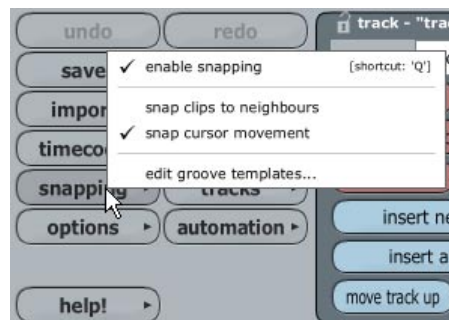 undo
redo
track - "tra
save
enable snapping [shortcut: 'Q']
impor
snap clips to neighbours
timeco
snap cursor movement
edit groove templates...
snapping
tracks
options
automation
insert ne
insert a
help!
move track up